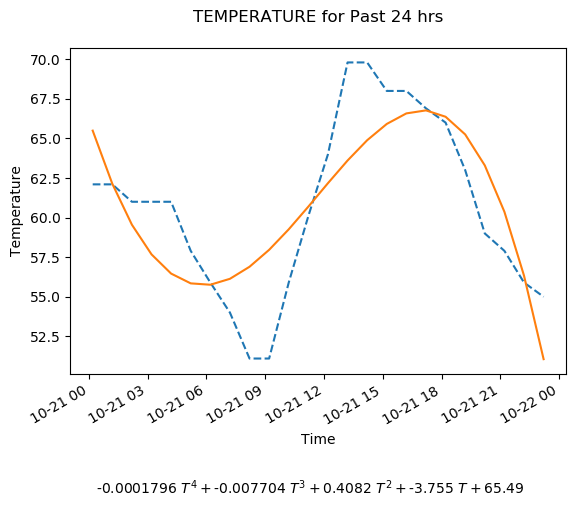 TEMPERATURE for Past 24 hrs
70.0
67.5
65.0
62.5
60.0
57.5
55.0
52.5
Temperature
10-21 00 10-21 03 10-21 06 10-21 09 10-21 12 10-21 15 10-21 18 10-21 21 10-22 00
Time
-0.0001796 T⁴ + -0.007704 T³ + 0.4082 T² + -3.755 T + 65.49